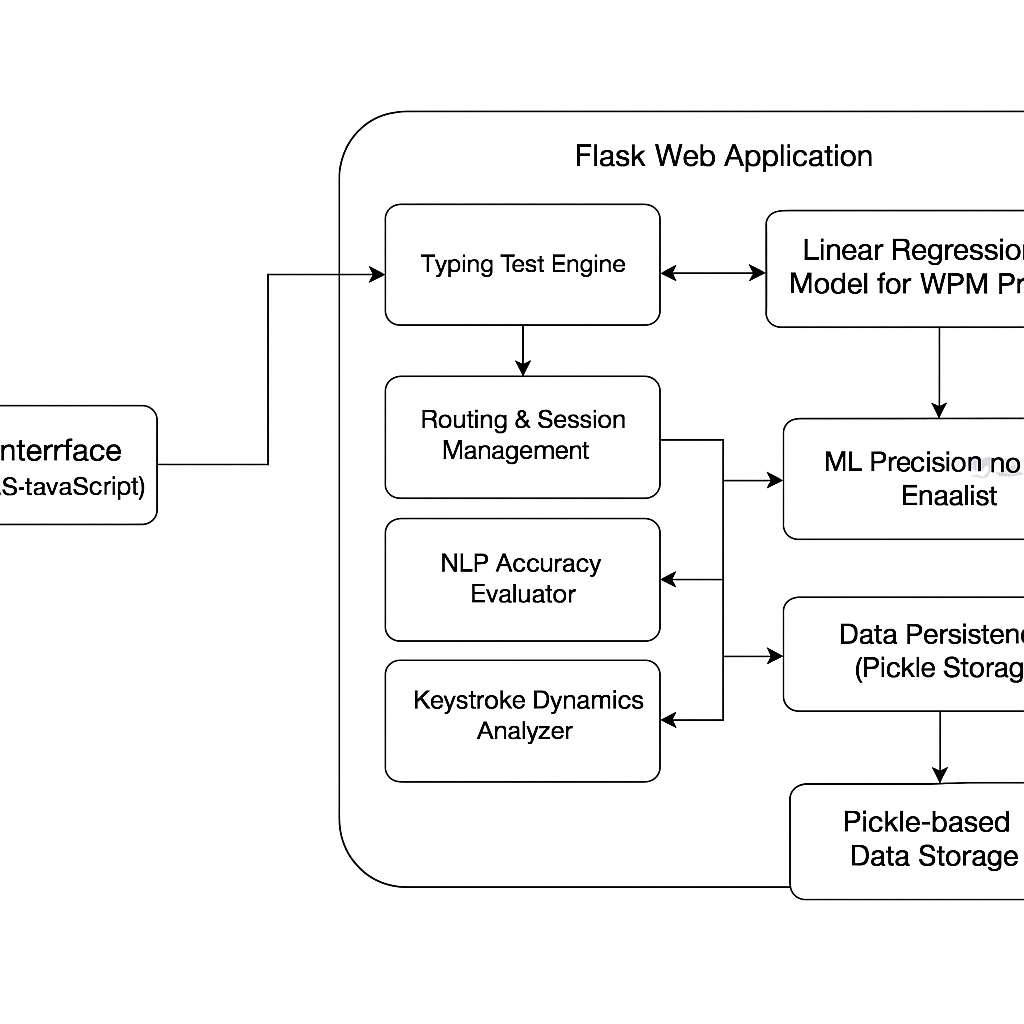 Flask Web Application
Typing Test Engine
Linear Regression
Model for WPM Pr
Routing & Session
Management
nterrface
S-tavaScript)
ML Precision no
Enaalist
NLP Accuracy
Evaluator
Data Persistenc
(Pickle Storag
Keystroke Dynamics
Analyzer
Pickle-based
Data Storage